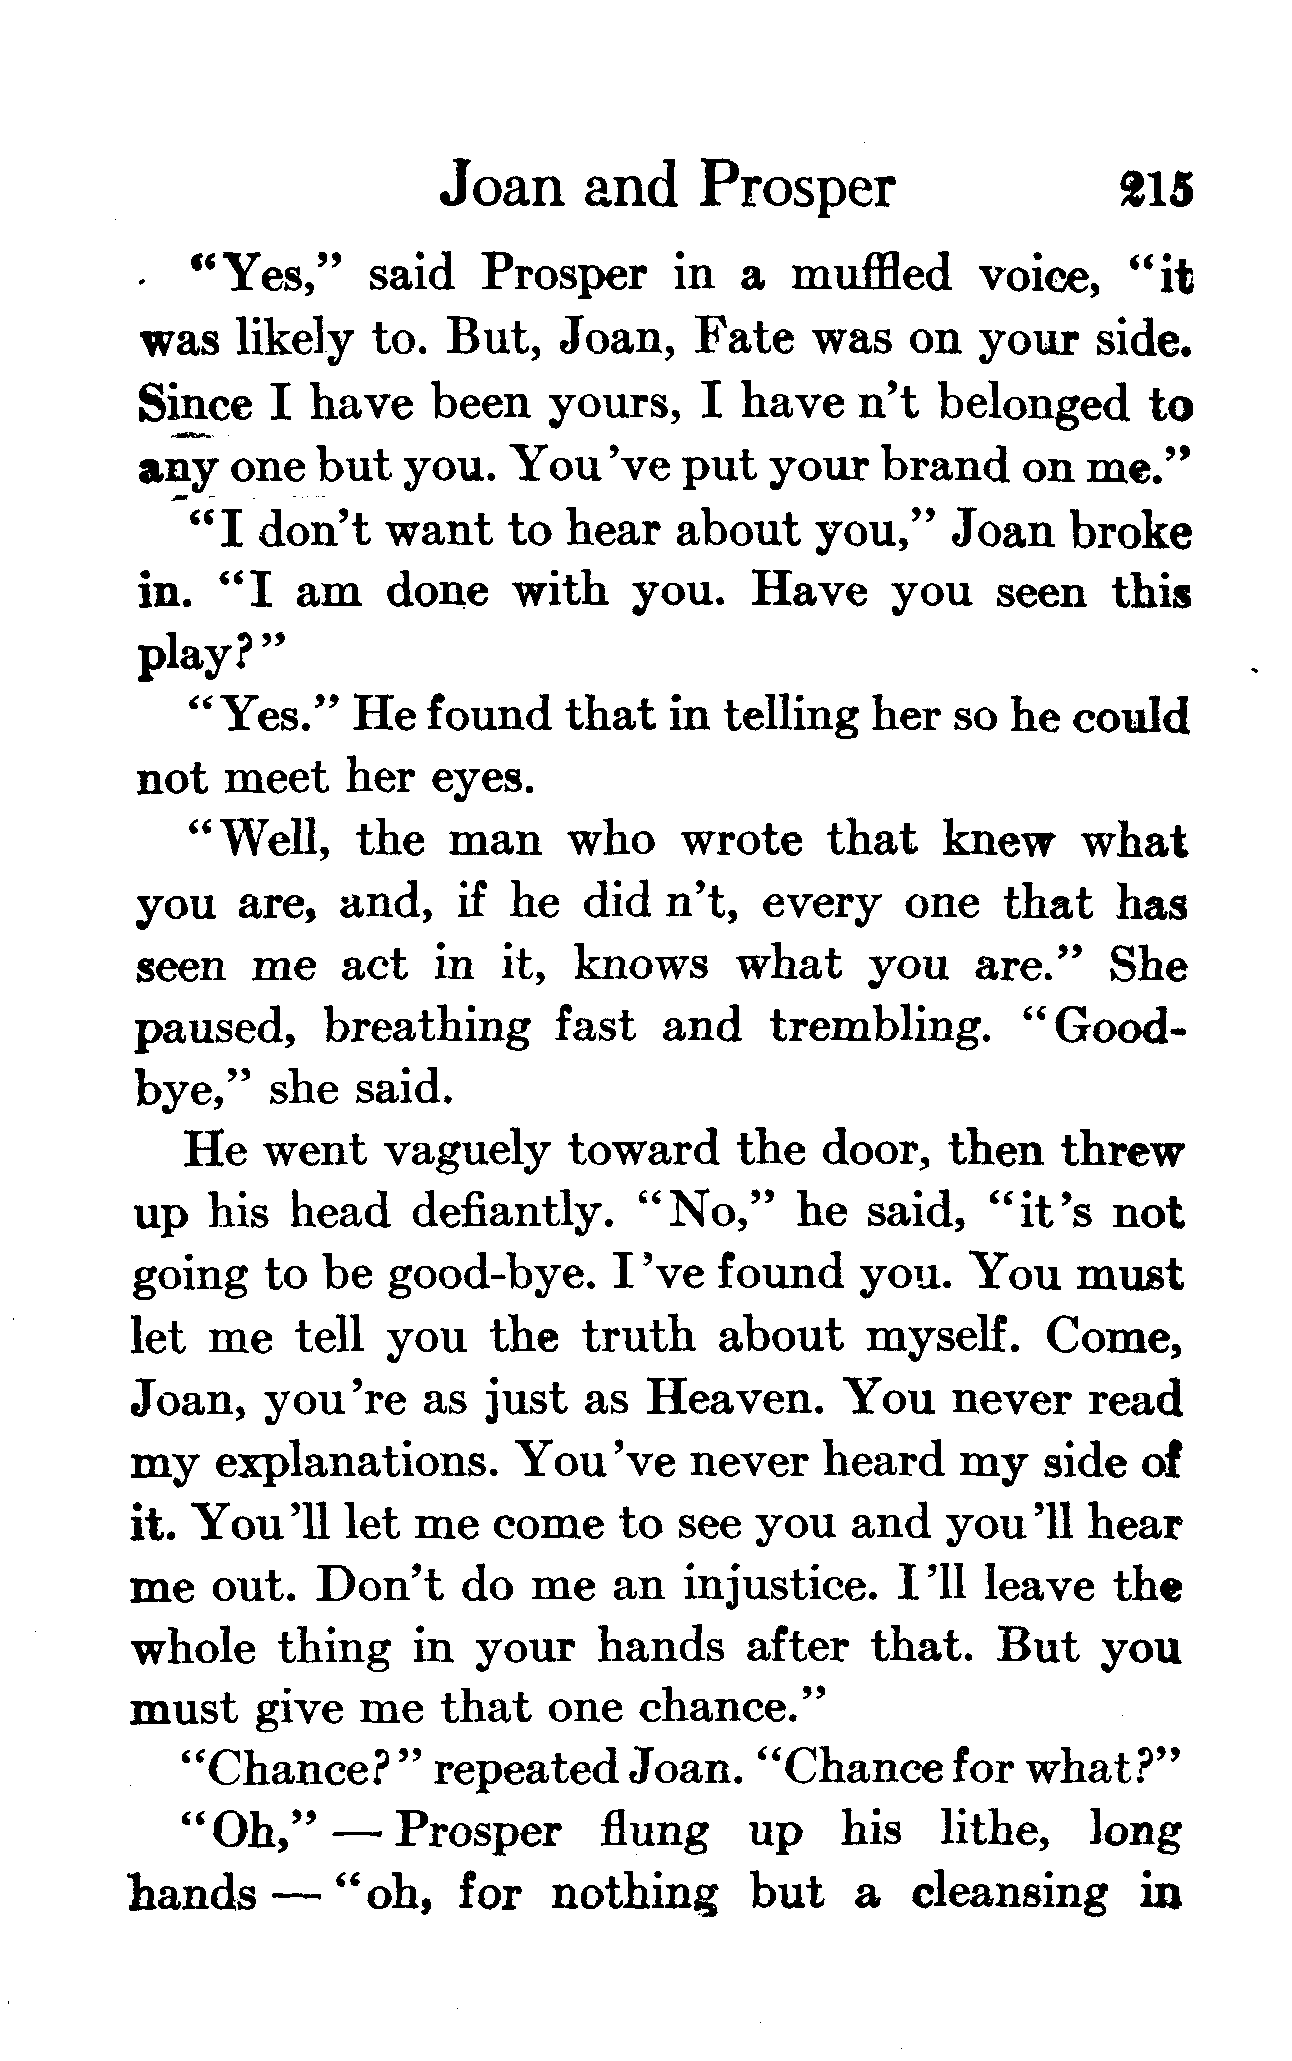 Joan and Prosper 215
“Yes,” said Prosper in a muffled voice, “it
was likely to. But, Joan, Fate was on your side.
Since I have been yours, I have n’t belonged to
any one but you. You ’ve put your brand on me.”
“I don’t want to hear about you,” Joan broke
in. “I am done with you. Have you seen this
play?”
“Yes.” He found that in telling her so he could
not meet her eyes.
“Well, the man who wrote that knew what
you are, and, if he did n’t, every one that has
seen me act in it, knows what you are.” She
paused, breathing fast and trembling. “Good-
bye,” she said.
He went vaguely toward the door, then threw
up his head defiantly. “No,” he said, “it ’s not
going to be good-bye. I ’ve found you. You must
let me tell you the truth about myself. Come,
Joan, you ’re as just as Heaven. You never read
my explanations. You ’ve never heard my side of
it. You ’ll let me come to see you and you ’ll hear
me out. Don’t do me an injustice. I ’ll leave the
whole thing in your hands after that. But you
must give me that one chance.”
“Chance?” repeated Joan. “Chance for what?”
“Oh,” — Prosper flung up his lithe, long
hands — “oh, for nothing but a cleansing in